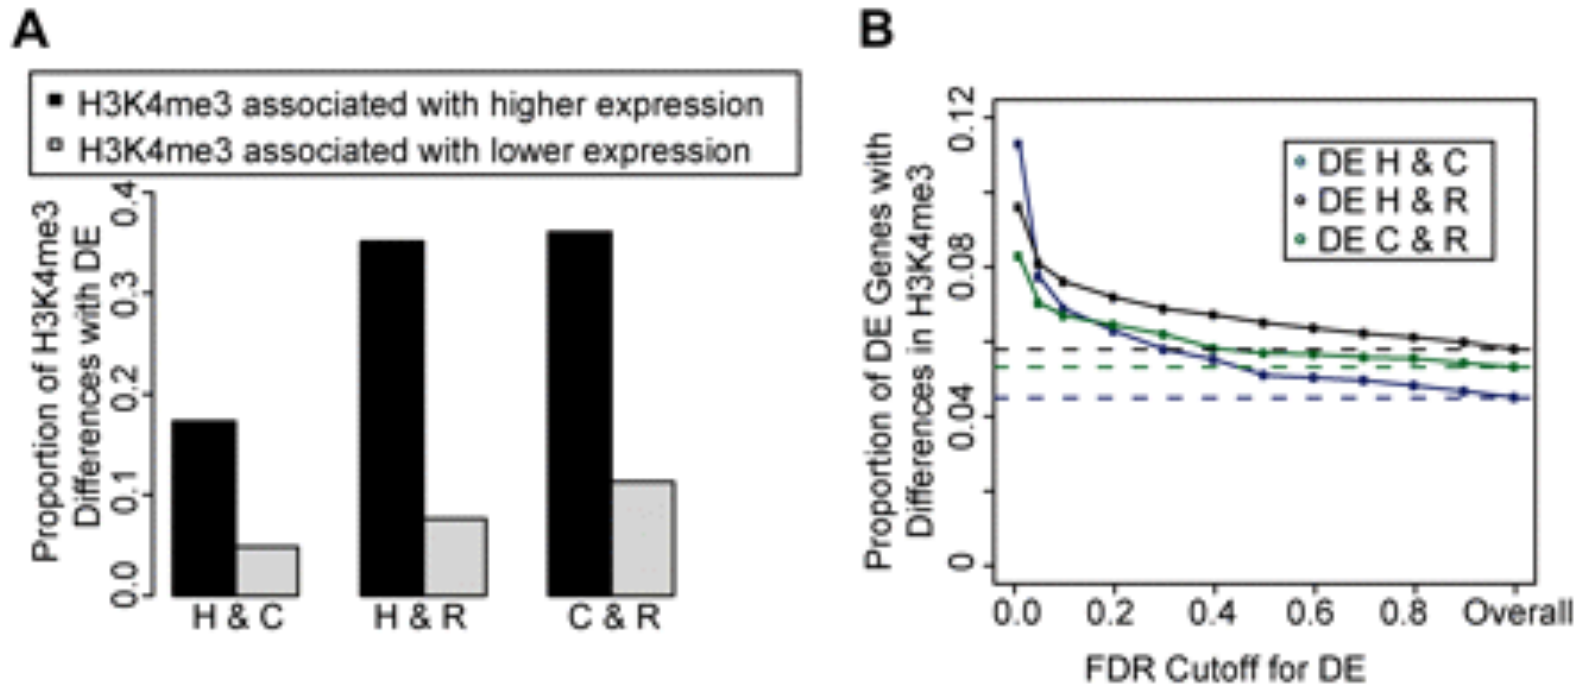 A
H3K4me3 associated with higher expression
H3K4me3 associated with lower expression
Proportion of H3K4me3
Differences with DE
0.4
0.3
0.2
0.1
0.0
H & C
H & R
C & R
B
Proportion of DE Genes with
Differences in H3K4me3
0.12
0.08
0.04
0
DE H & C
DE H & R
DE C & R
0.0
0.2
0.4
0.6
0.8
Overall
FDR Cutoff for DE